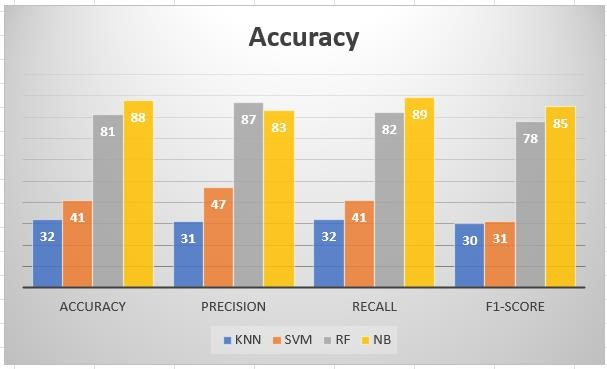 Accuracy
32 41 81 88
31 47 87 83
32 41 82 89
30 31 78 85
ACCURACY PRECISION RECALL F1-SCORE
KNN SVM RF NB